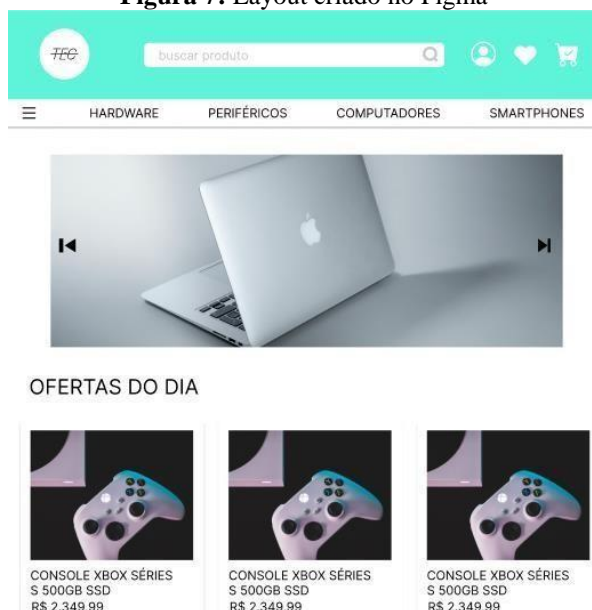 Figura 7: Layout criado no Figma
TEC
buscar produto
HARDWARE PERIFÉRICOS COMPUTADORES SMARTPHONES
OFERTAS DO DIA
CONSOLE XBOX SÉRIES
S 500GB SSD
R$ 2.349,99
CONSOLE XBOX SÉRIES
S 500GB SSD
R$ 2.349,99
CONSOLE XBOX SÉRIES
S 500GB SSD
R$ 2.349,99